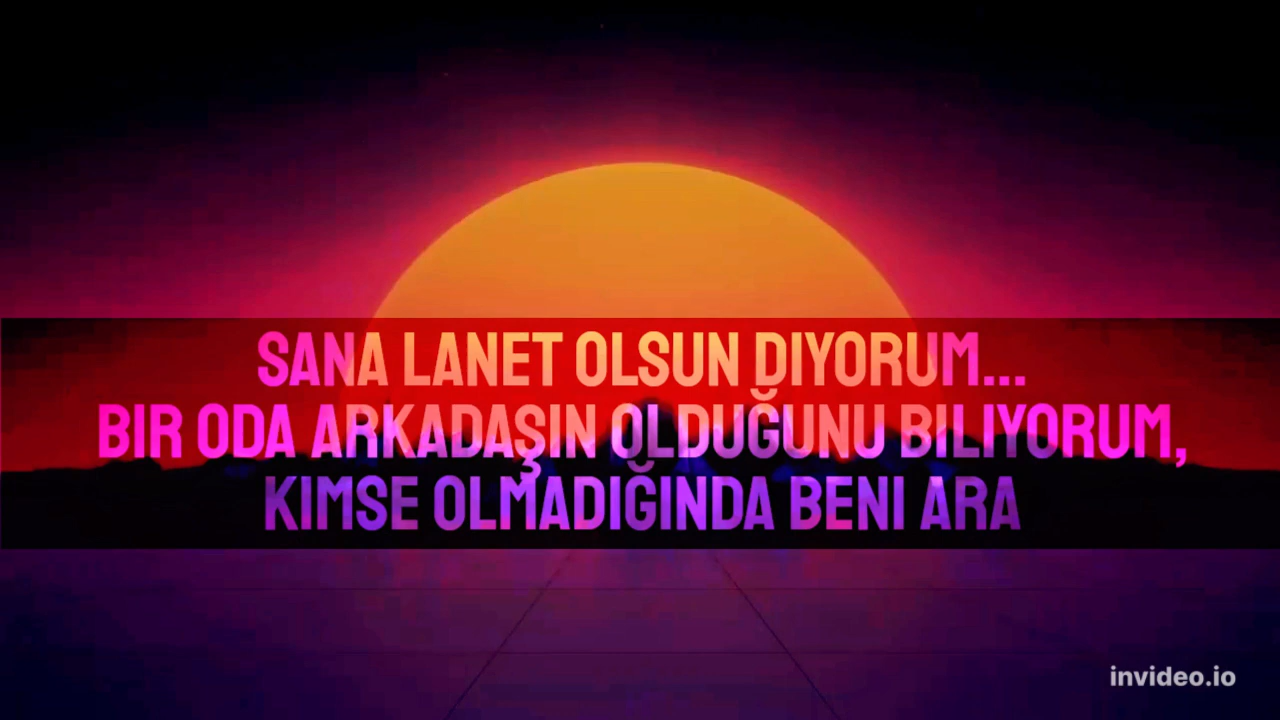 SANA LANET OLSUN DIYORUM...
BIR ODA ARKADAŞIN OLDUĞUNU BILIYORUM,
KIMSE OLMADIĞINDA BENI ARA
invideo.io